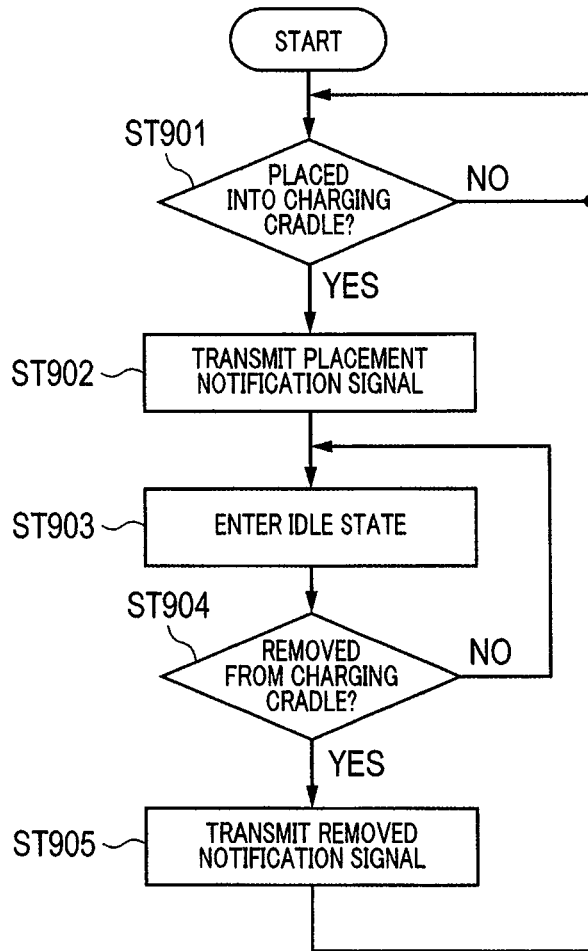 START
ST901
PLACED
INTO CHARGING
CRADLE?
NO
YES
ST902
TRANSMIT PLACEMENT
NOTIFICATION SIGNAL
ST903
ENTER IDLE STATE
ST904
REMOVED
FROM CHARGING
CRADLE?
NO
YES
ST905
TRANSMIT REMOVED
NOTIFICATION SIGNAL